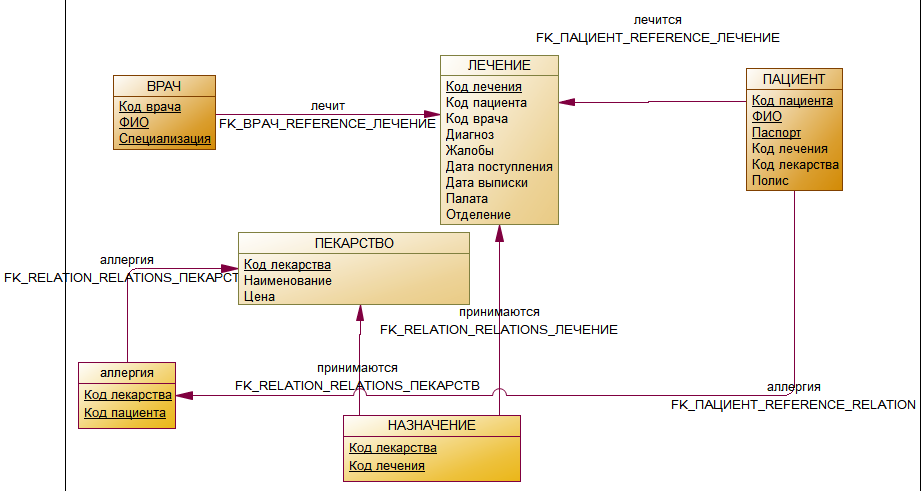 лечится
FK_ПАЦИЕНТ_REFERENCE_ЛЕЧЕНИЕ
ЛЕЧЕНИЕ
Код лечения
Код пациента
Код врача
Диагноз
Жалобы
Дата поступления
Дата выписки
Палата
Отделение
ВРАЧ
Код врача
ФИО
Специализация
лечит
FK_ВРАЧ_REFERENCE_ЛЕЧЕНИЕ
ПАЦИЕНТ
Код пациента
ФИО
Паспорт
Код лечения
Код лекарства
Полис
ПЕКАРСТВО
Код лекарства
Наименование
Цена
аллергия
FK_RELATION_RELATIONS_ПЕКАРСТ
принимаются
FK_RELATION_RELATIONS_ЛЕЧЕНИЕ
принимаются
FK_RELATION_RELATIONS_ПЕКАРСТВ
аллергия
Код лекарства
Код пациента
аллергия
FK_ПАЦИЕНТ_REFERENCE_RELATION
НАЗНАЧЕНИЕ
Код лекарства
Код лечения